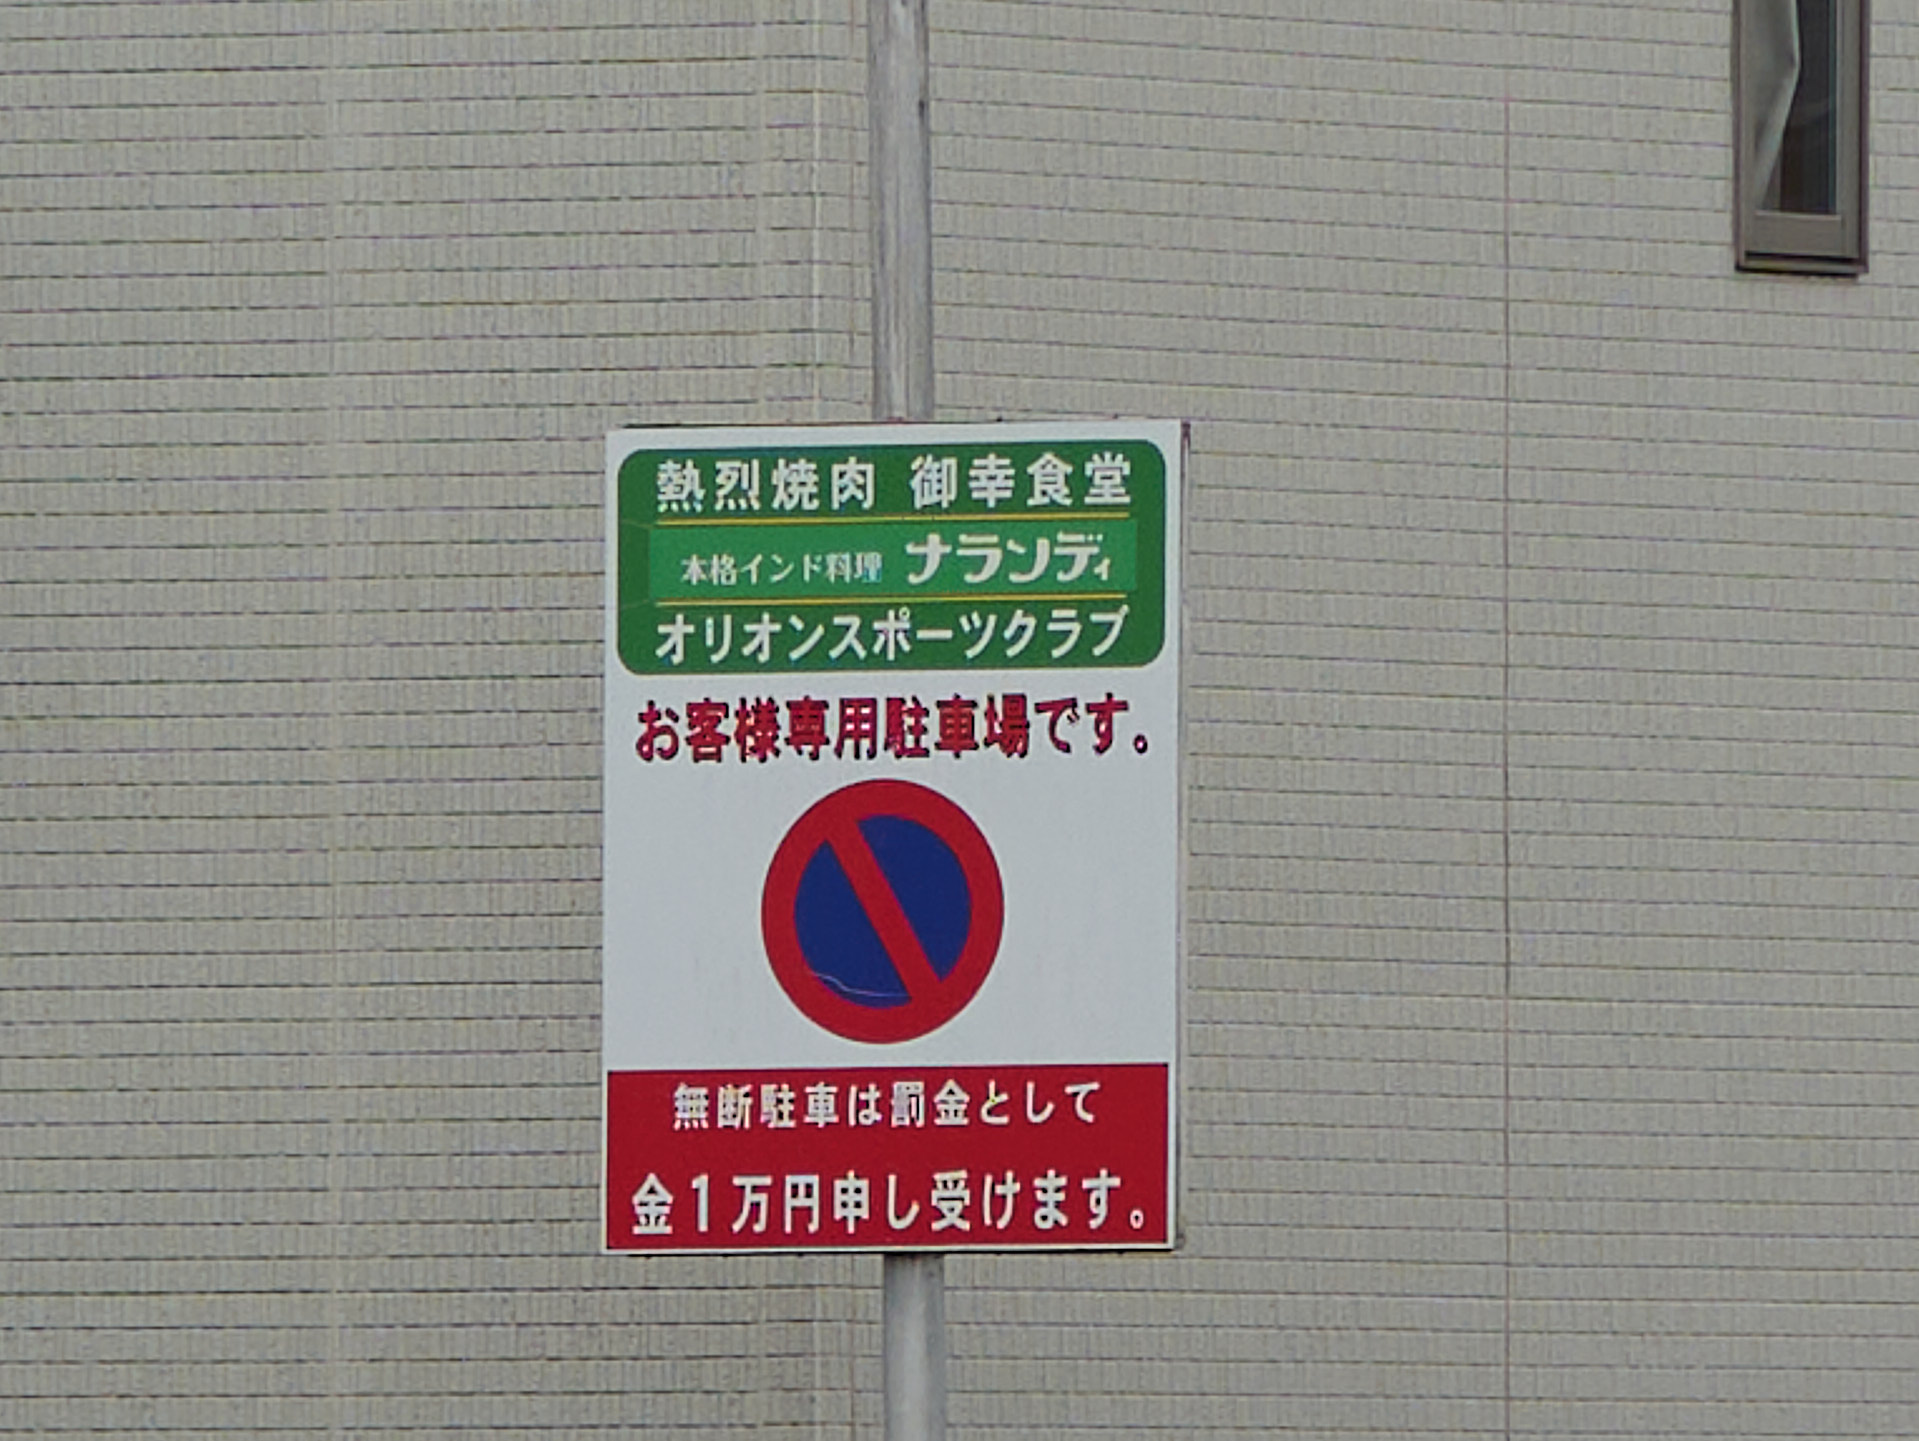 熱烈焼肉 御幸食堂
本格インド料理 ナランディ
オリオンスポーツクラブ
お客様専用駐車場です。
無断駐車は罰金として
金1万円申し受けます。